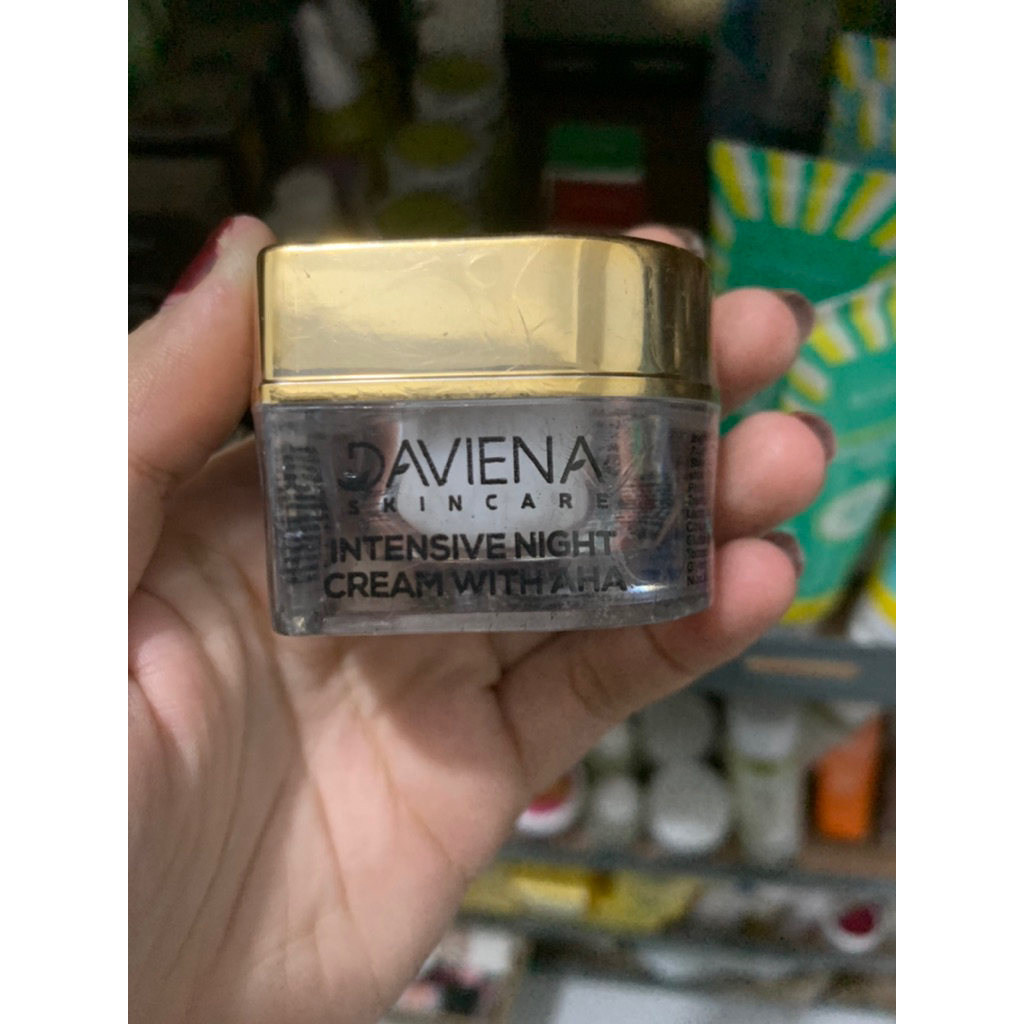 DAVIENA
SKINCARE
INTENSIVE NIGHT
CREAM WITH AHA